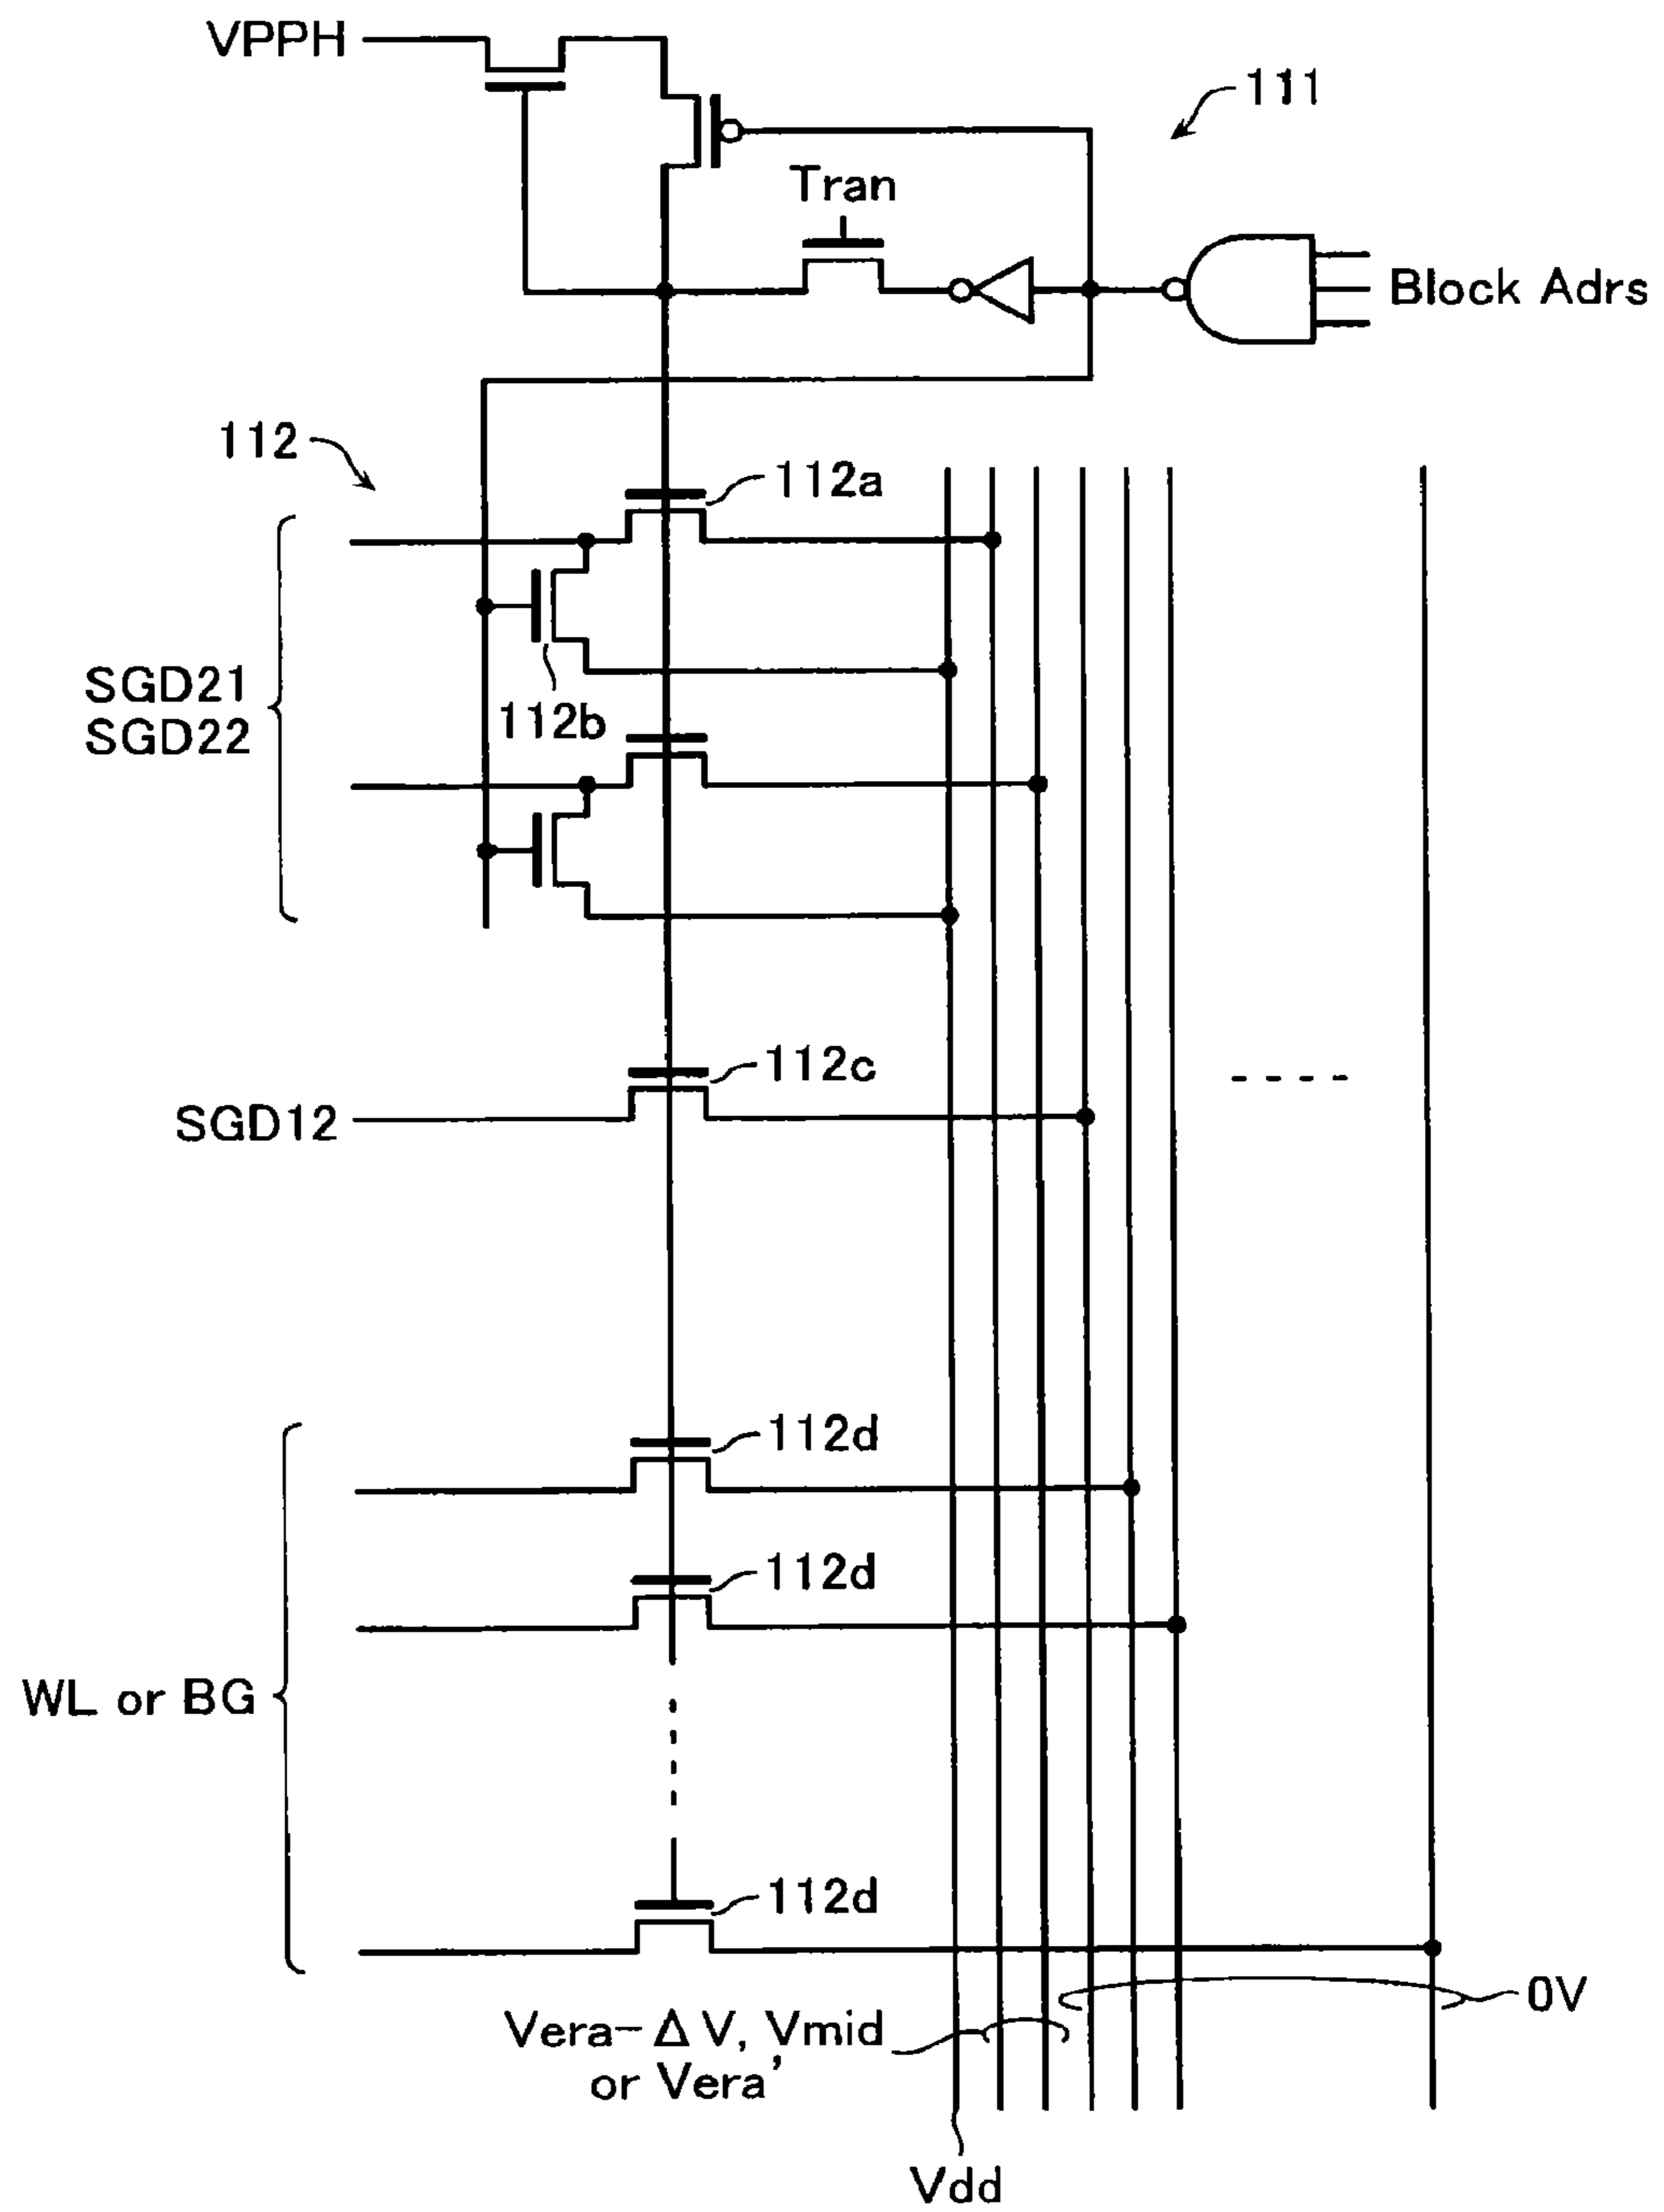 VPPH
111
Tran
Block Adrs
112
112a
SGD21
SGD22
112b
112c
SGD12
112d
112d
WL or BG
112d
0V
Vera-ΔV, Vmid
or Vera'
Vdd